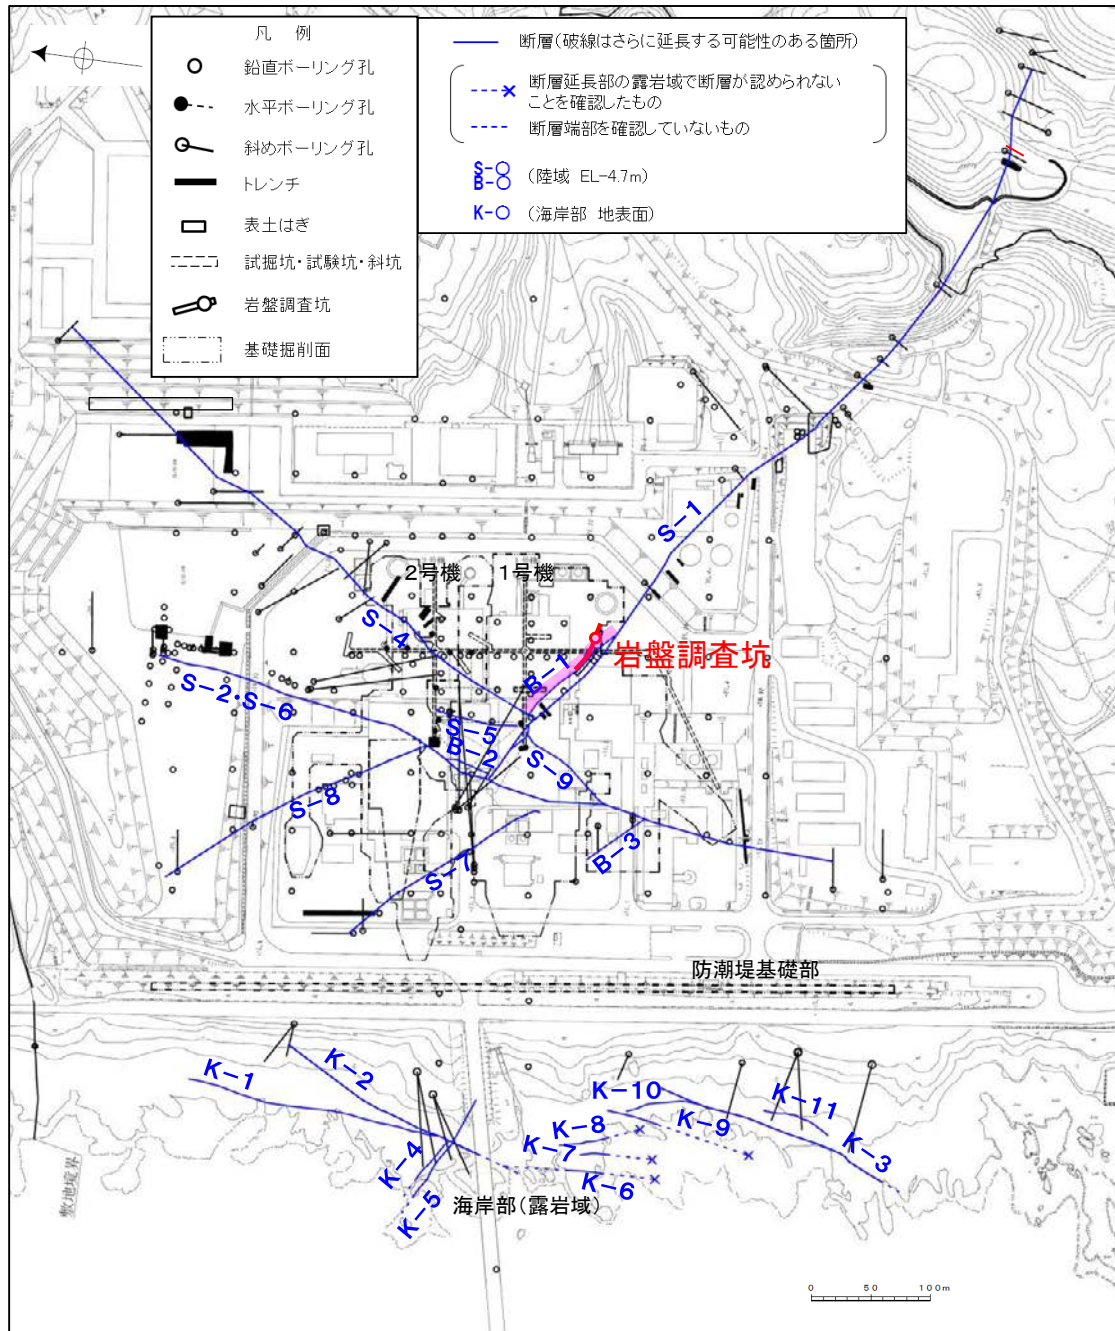 凡 例
鉛直ボーリング孔
水平ボーリング孔
斜めボーリング孔
トレンチ
表土はぎ
試掘坑・試験坑・斜坑
岩盤調査坑
基礎掘削面
断層(破線はさらに延長する可能性のある箇所)
断層延長部の露岩域で断層が認められない
ことを確認したもの
断層端部を確認していないもの
S-○
B-○
(陸域 EL-4.7m)
K-○ (海岸部 地表面)
S-1
2号機
1号機
S-4
岩盤調査坑
B-1
S-2・S-6
S-5
B-2
S-9
S-8
B-3
S-7
防潮堤基礎部
K-1
K-2
K-10
K-11
K-9
K-8
K-7
K-3
K-4
K-6
K-5
海岸部(露岩域)
敷地境界
0 50 100m